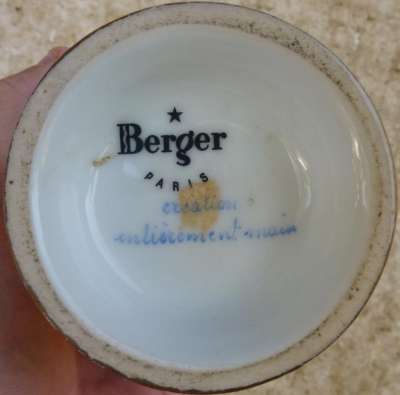 Berger
PARIS
création
entièrement main